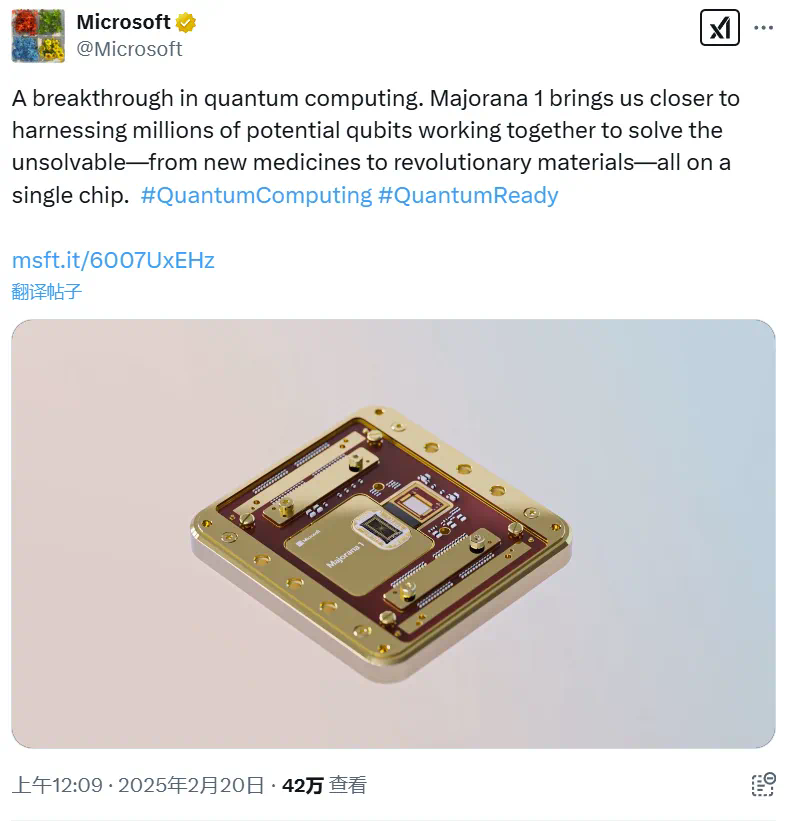 Microsoft
@Microsoft
A breakthrough in quantum computing. Majorana 1 brings us closer to
harnessing millions of potential qubits working together to solve the
unsolvable—from new medicines to revolutionary materials—all on a
single chip. #QuantumComputing #QuantumReady
msft.it/6007UxEHz
翻译帖子
Microsoft
Majorana 1
上午12:09 · 2025年2月20日 · 42万 查看